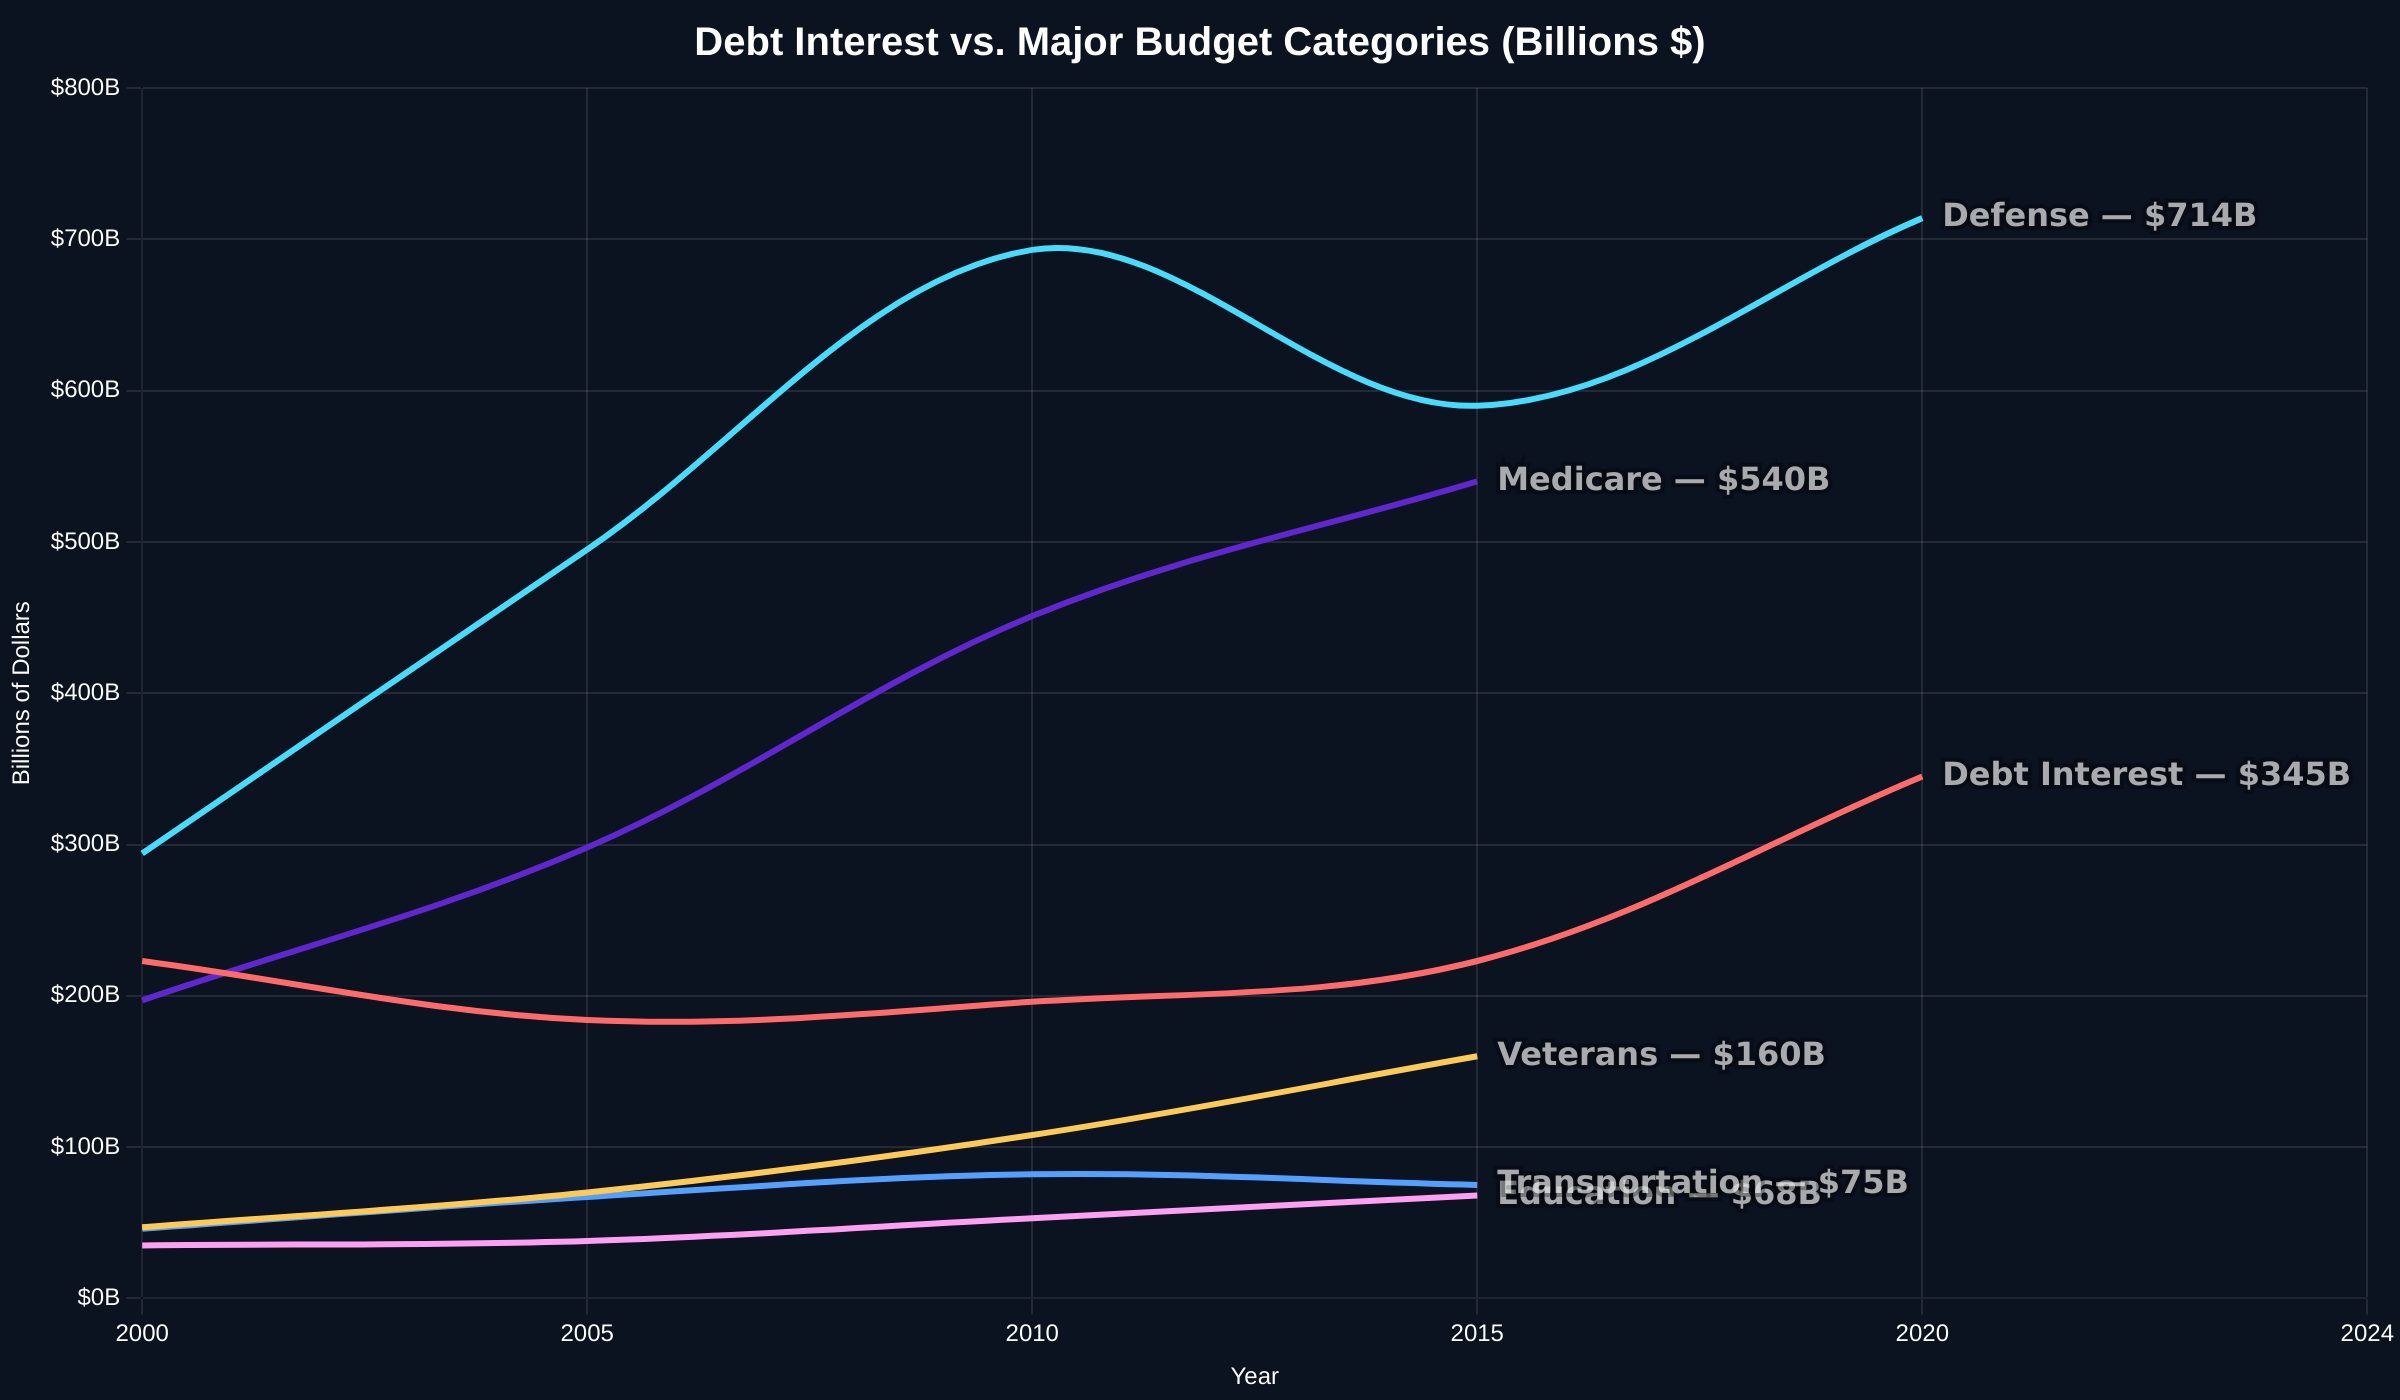 Debt Interest vs. Major Budget Categories (Billions $)
$800B
$700B
$600B
$500B
$400B
$300B
$200B
$100B
$0B
Billions of Dollars
Defense — $714B
Medicare — $540B
Debt Interest — $345B
Veterans — $160B
Transportation — $75B
Education — $68B
2000
2005
2010
2015
2020
2024
Year